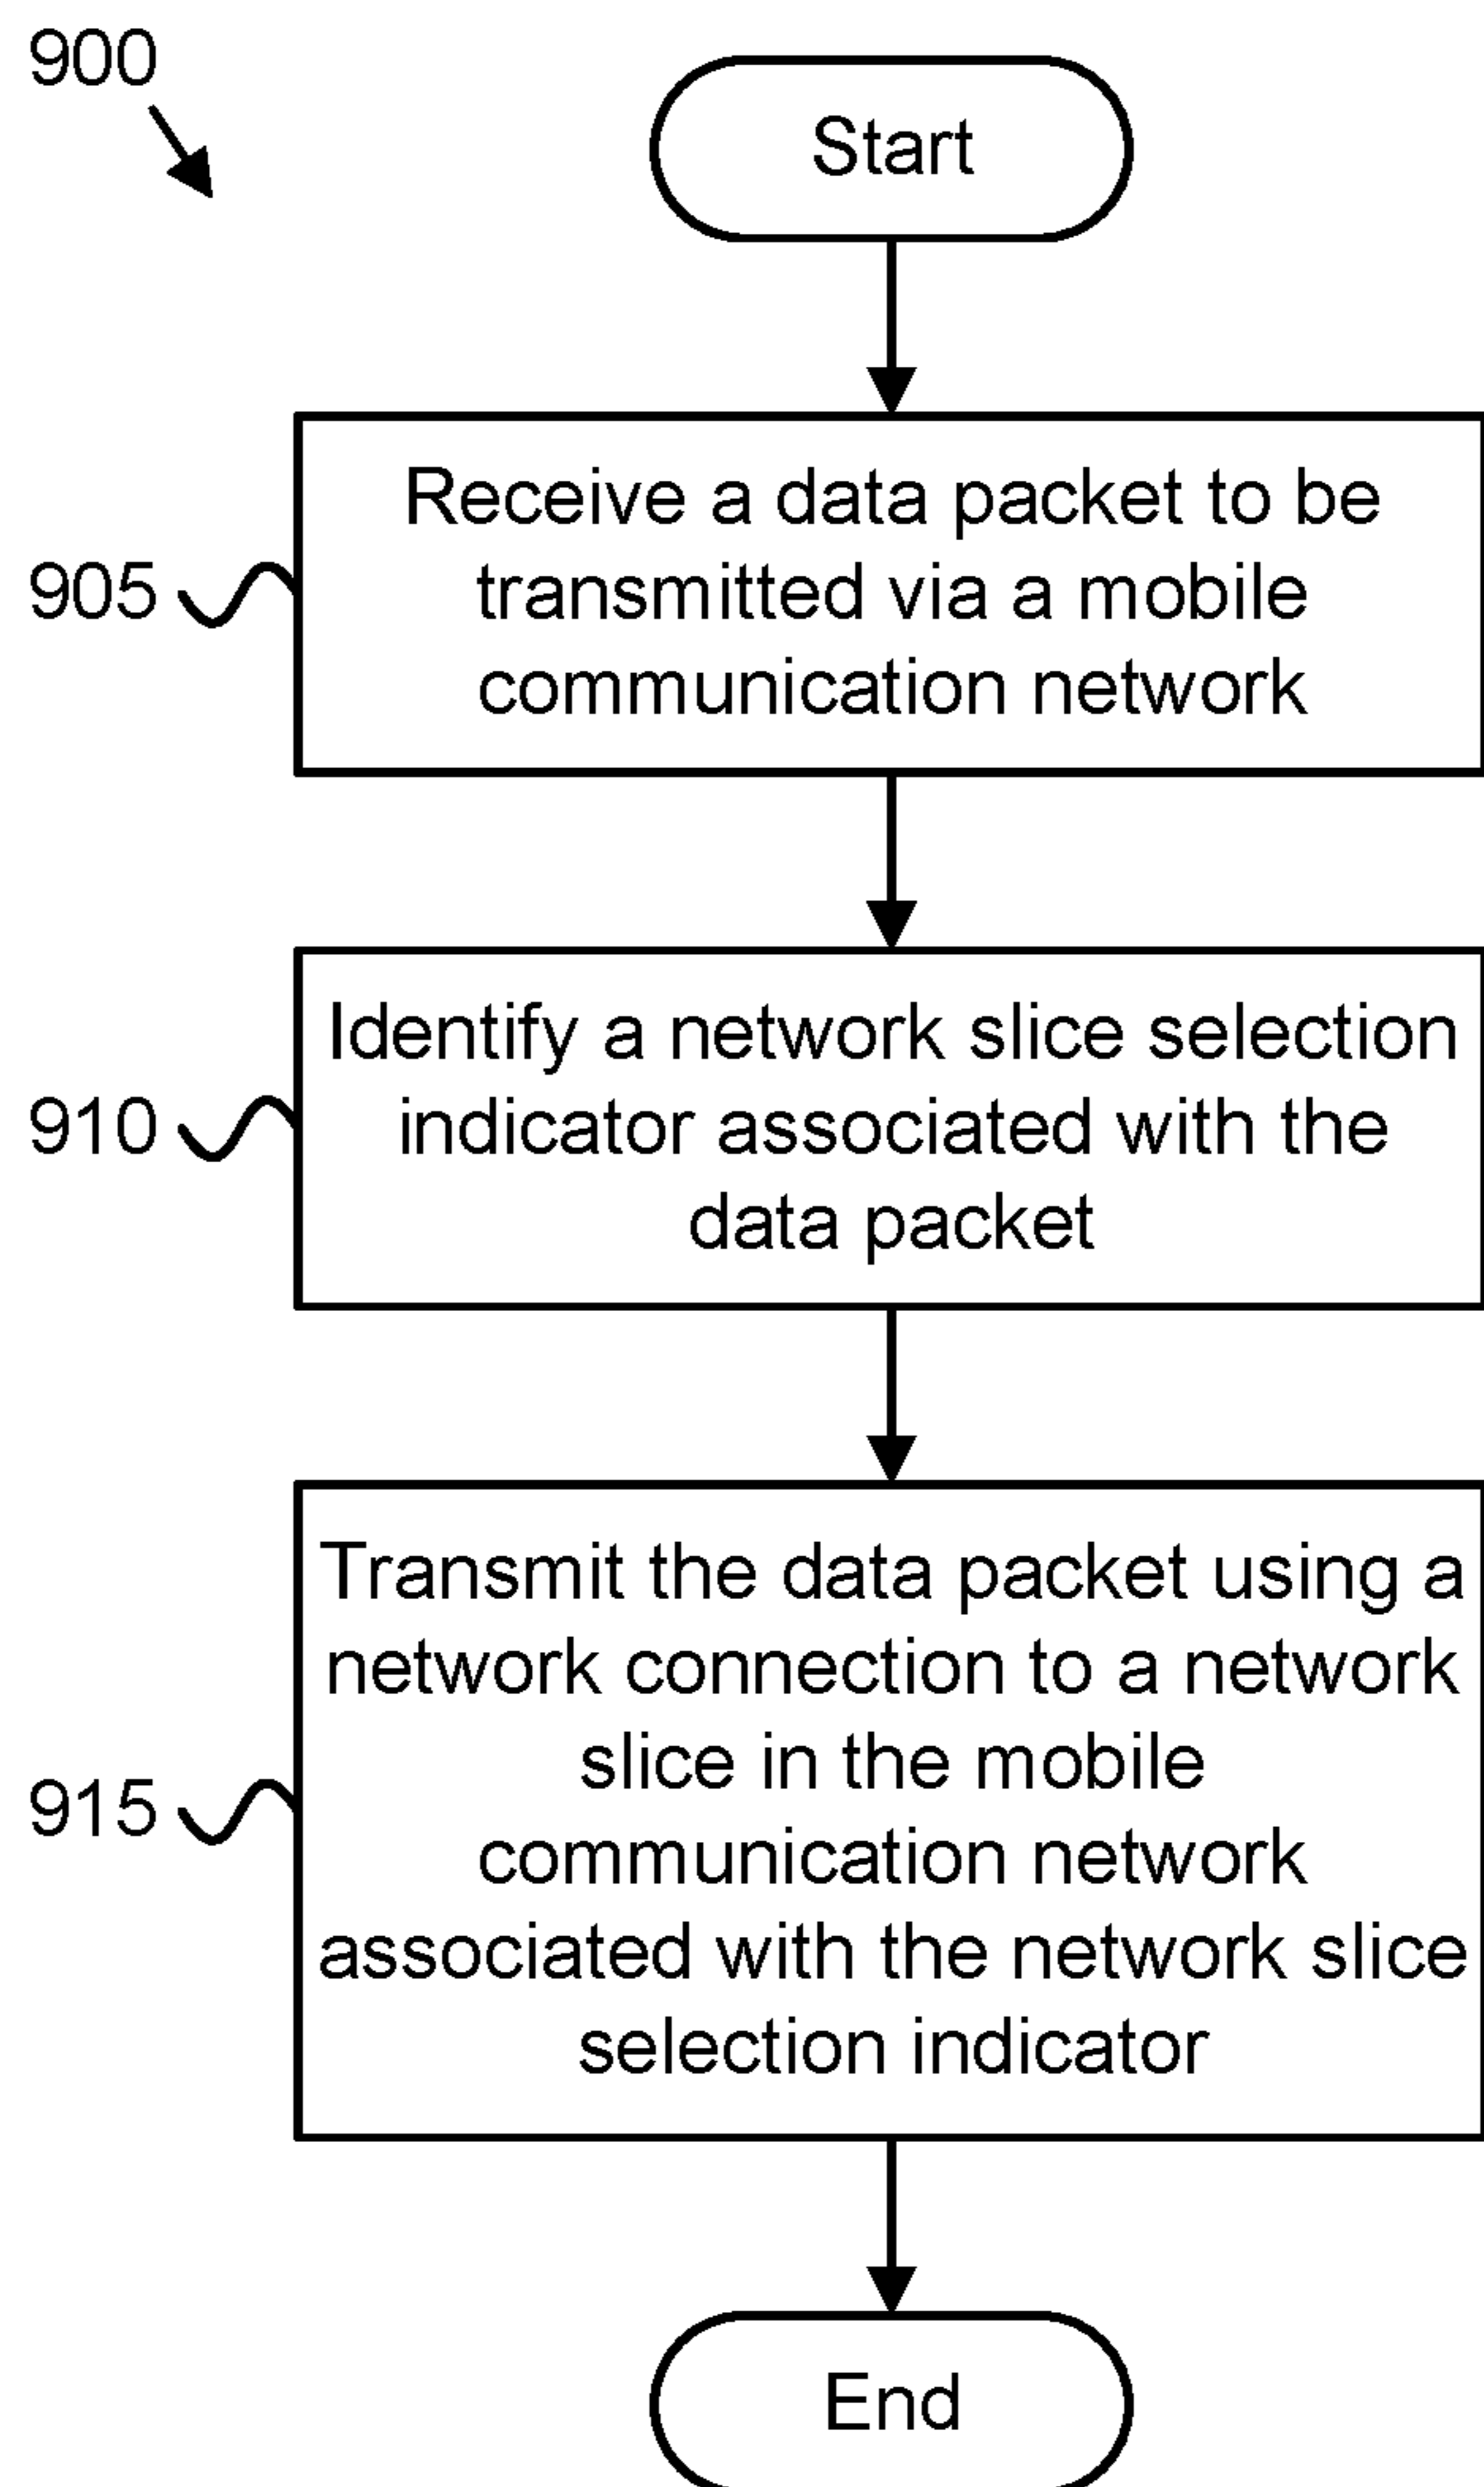 900
Start
905
Receive a data packet to be
transmitted via a mobile
communication network
910
Identify a network slice selection
indicator associated with the
data packet
915
Transmit the data packet using a
network connection to a network
slice in the mobile
communication network
associated with the network slice
selection indicator
End